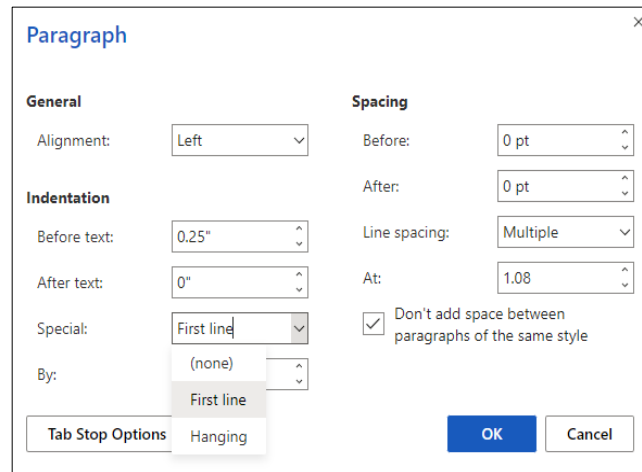 Paragraph
General
Alignment: Left
Indentation
Before text: 0.25"
After text: 0"
Special: First line
(none)
First line
Hanging
By:
Tab Stop Options
Spacing
Before: 0 pt
After: 0 pt
Line spacing: Multiple
At: 1.08
Don't add space between
paragraphs of the same style
OK
Cancel